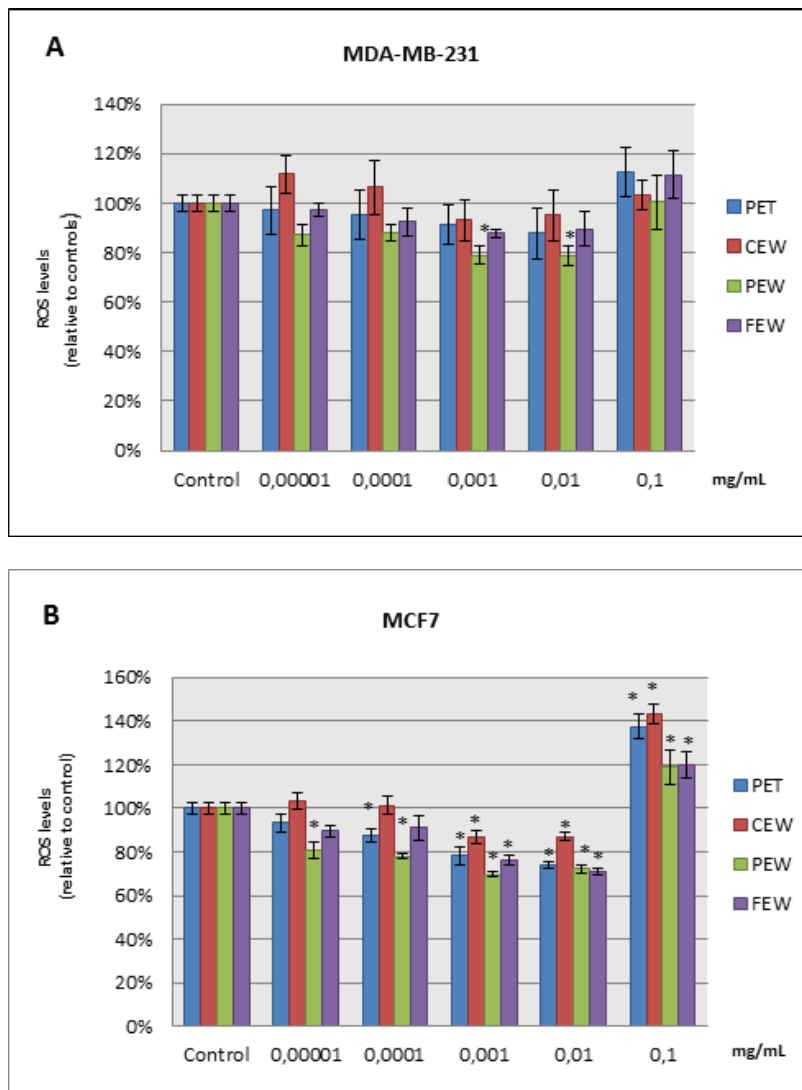 A
MDA-MB-231
140%
120%
100%
80%
60%
40%
20%
0%
ROS levels
(relative to controls)
* *
Control 0,00001 0,0001 0,001 0,01 0,1 mg/mL
PET
CEW
PEW
FEW
B
MCF7
160%
140%
120%
100%
80%
60%
40%
20%
0%
ROS levels
(relative to control)
* * * * * * * * * * * * * * *
Control 0,00001 0,0001 0,001 0,01 0,1 mg/mL
PET
CEW
PEW
FEW